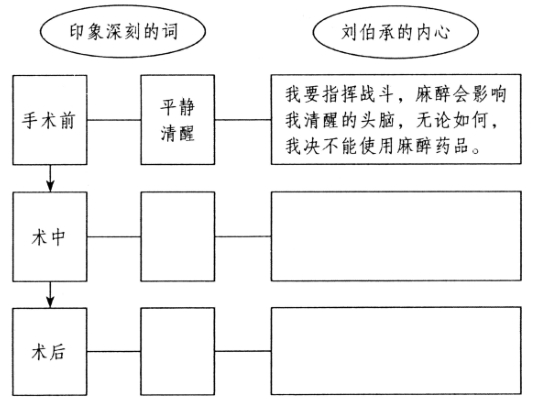 印象深刻的词
刘伯承的内心
手术前
平静
清醒
我要指挥战斗，麻醉会影响
我清醒的头脑，无论如何，
我决不能使用麻醉药品。
术中
术后